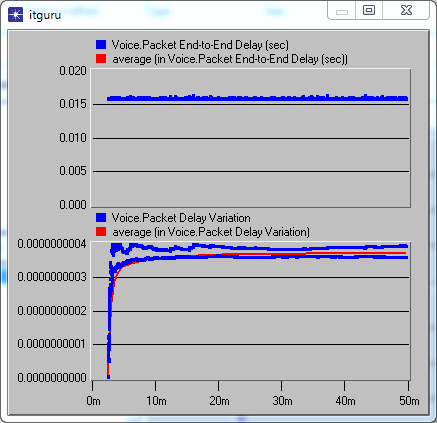 itguru
Voice.Packet End-to-End Delay (sec)
average (in Voice.Packet End-to-End Delay (sec))
0.020
0.015
0.010
0.005
0.000
Voice.Packet Delay Variation
average (in Voice.Packet Delay Variation)
0.0000000004
0.0000000003
0.0000000002
0.0000000001
0.0000000000
0m 10m 20m 30m 40m 50m